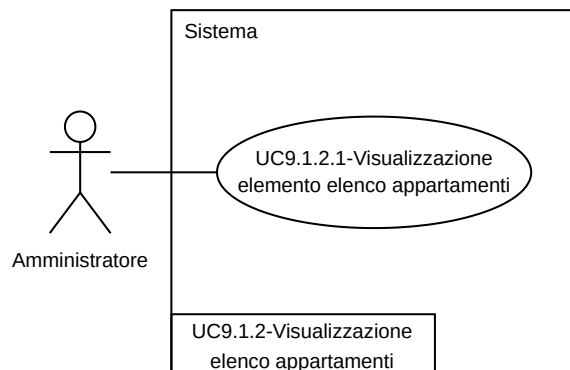 Sistema
UC9.1.2.1-Visualizzazione
elemento elenco appartamenti
Amministratore
UC9.1.2-Visualizzazione
elenco appartamenti